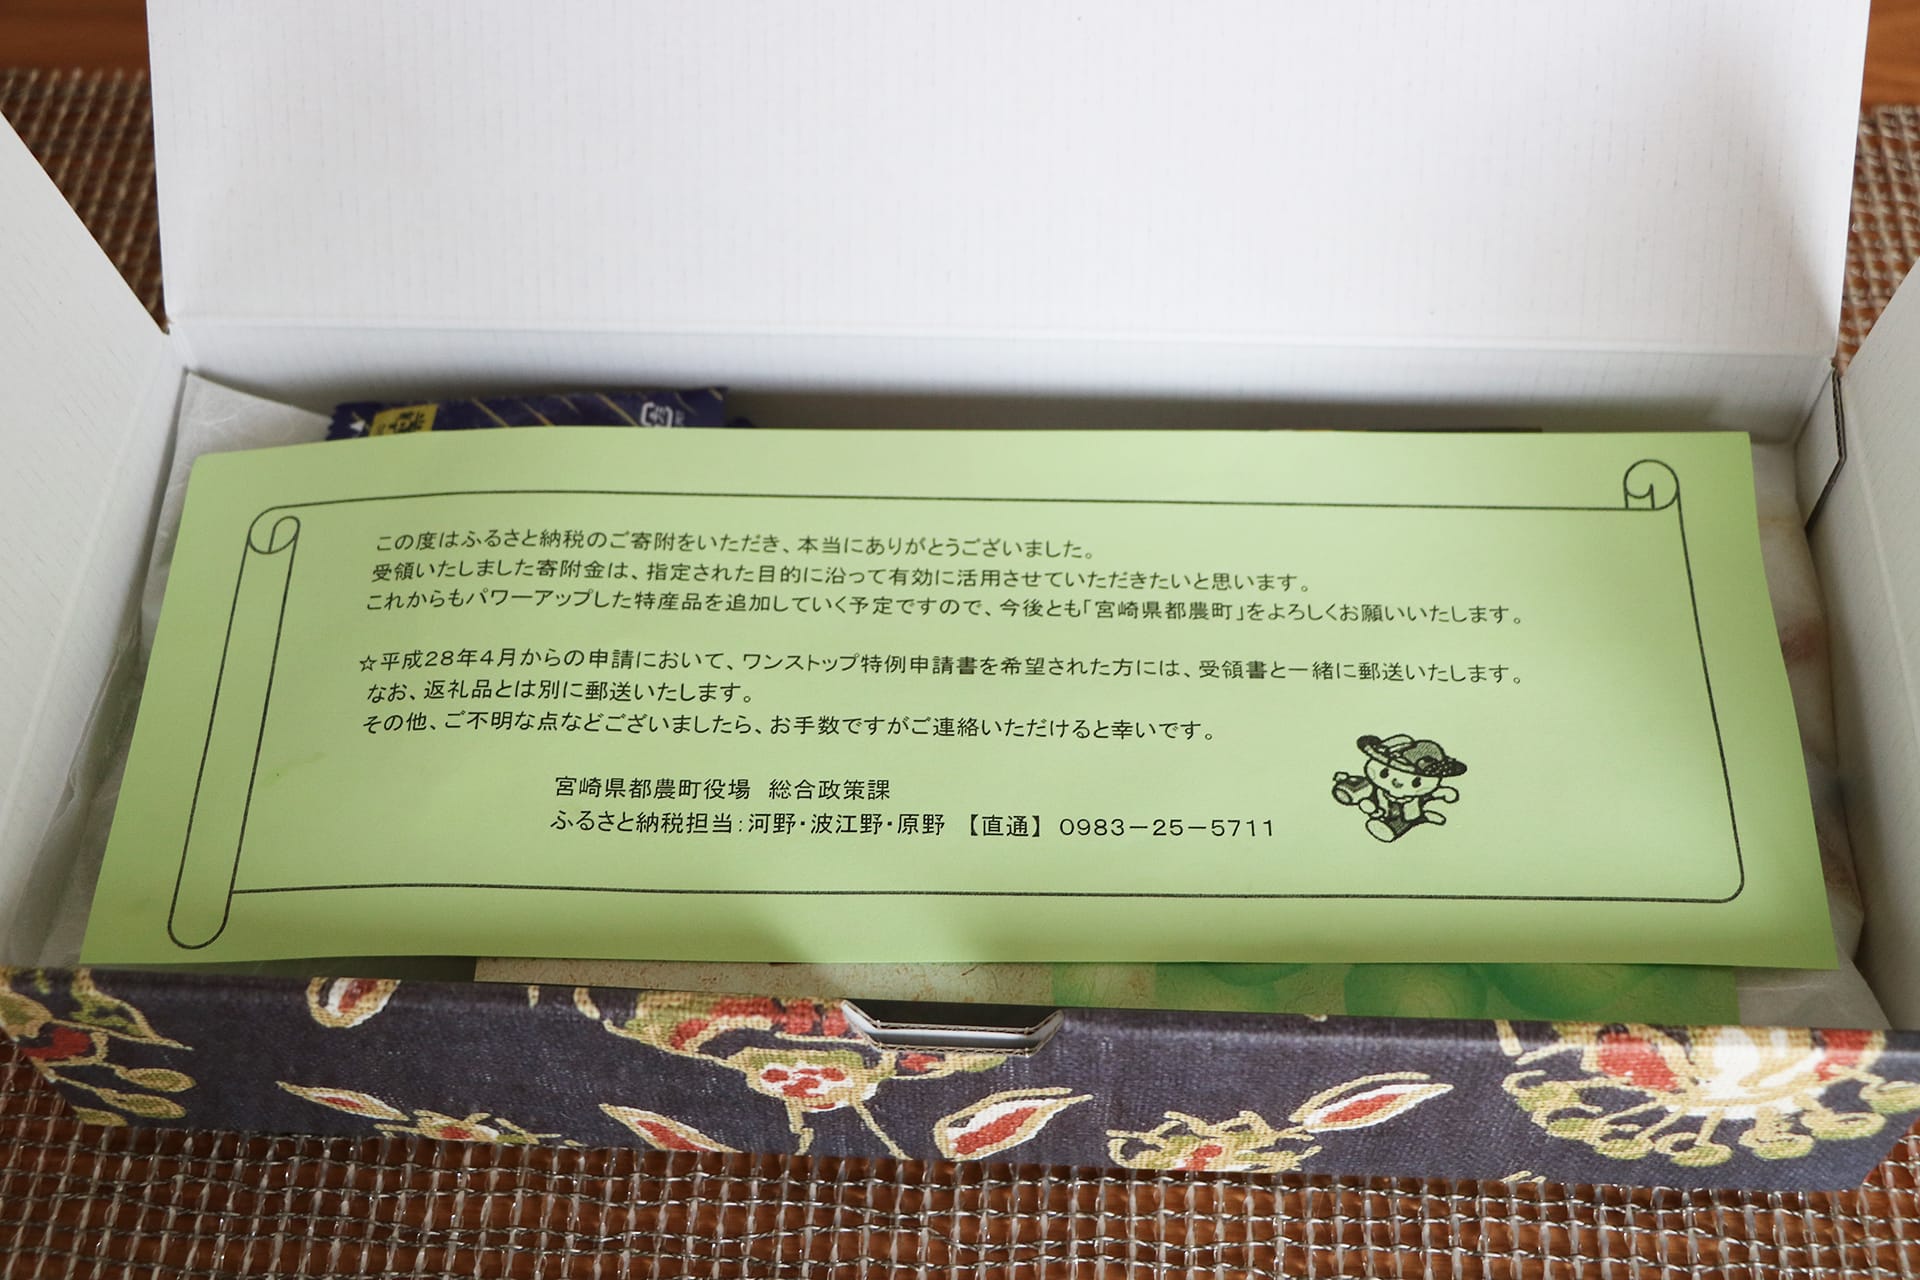 この度はふるさと納税のご寄附をいただき、本当にありがとうございました。
受領いたしました寄附金は、指定された目的に沿って有効に活用させていただきたいと思います。
これからもパワーアップした特産品を追加していく予定ですので、今後とも「宮崎県都農町」をよろしくお願いいたします。
☆平成28年4月からの申請において、ワンストップ特例申請書を希望された方には、受領書と一緒に郵送いたします。
なお、返礼品とは別に郵送いたします。
その他、ご不明な点などございましたら、お手数ですがご連絡いただけると幸いです。
宮崎県都農町役場 総合政策課
ふるさと納税担当:河野・波江野・原野 【直通】 0983-25-5711